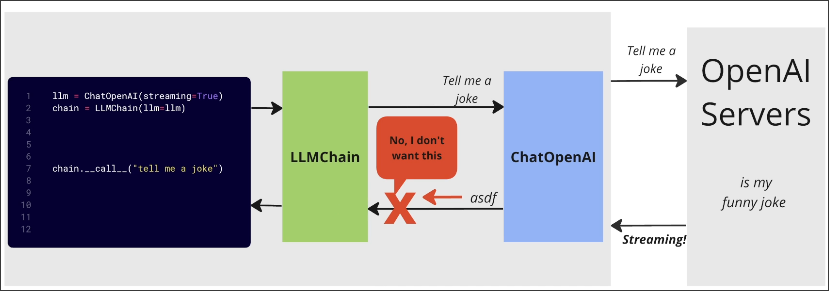 1 llm = ChatOpenAI(streaming=True)
2 chain = LLMChain(llm=llm)
3
4
5
6
7 chain.__call__("tell me a joke")
8
9
10
11
12
LLMChain
Tell me a
joke
No, I don't
want this
X
asdf
ChatOpenAI
Tell me a
joke
Streaming!
OpenAI
Servers
is my
funny joke